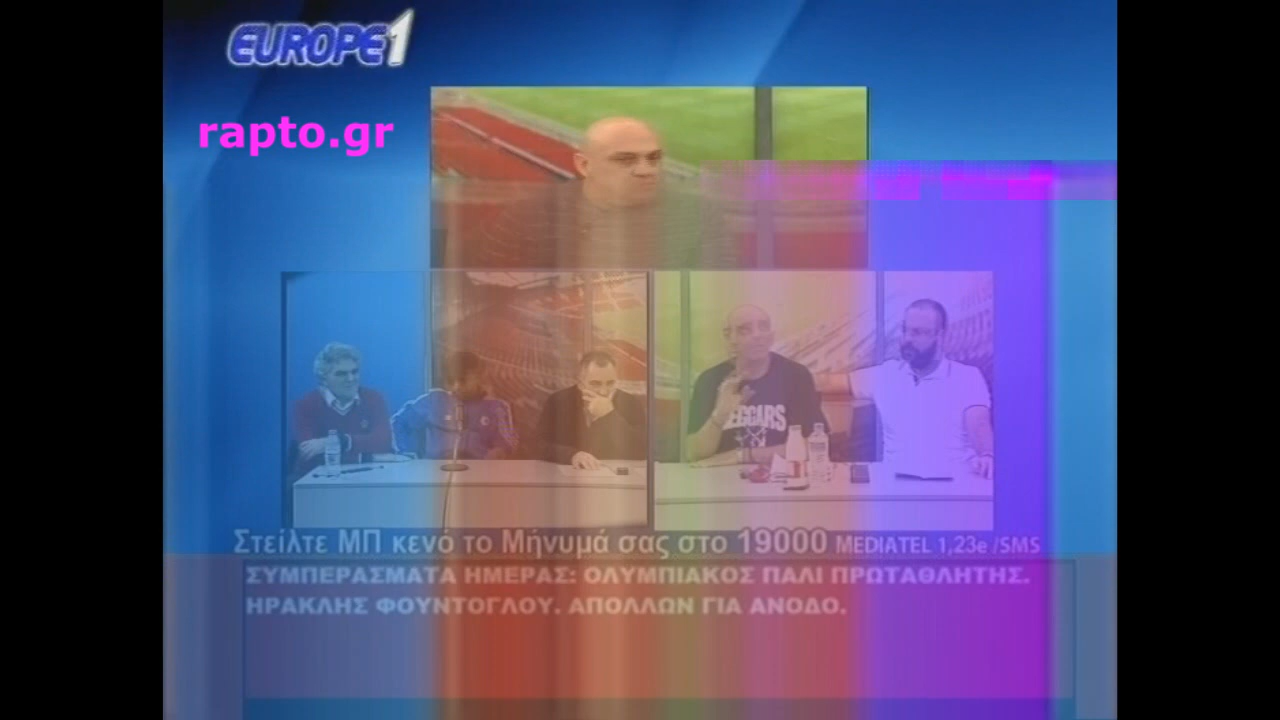 EUROPE1
rapto.gr
Στείλτε ΜΠ κενό το Μήνυμά σας στο 19000 MEDIATEL 1,23e /SMS
ΣΥΜΠΕΡΑΣΜΑΤΑ ΗΜΕΡΑΣ: ΟΛΥΜΠΙΑΚΟΣ ΠΑΛΙ ΠΡΩΤΑΘΛΗΤΗΣ.
ΗΡΑΚΛΗΣ ΦΟΥΝΤΟΓΛΟΥ. ΑΠΟΛΛΩΝ ΓΙΑ ΑΝΟΔΟ.